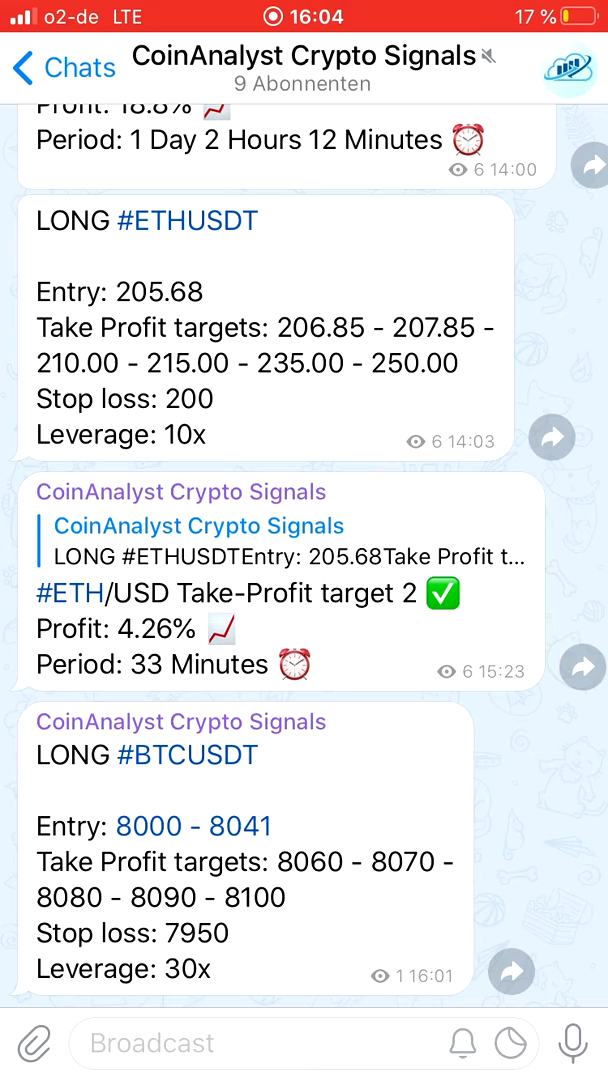 o2-de LTE 16:04 17 %
Chats CoinAnalyst Crypto Signals
9 Abonnenten
Profit: 18.8%
Period: 1 Day 2 Hours 12 Minutes
6 14:00
LONG #ETHUSDT
Entry: 205.68
Take Profit targets: 206.85 - 207.85 -
210.00 - 215.00 - 235.00 - 250.00
Stop loss: 200
Leverage: 10x
6 14:03
CoinAnalyst Crypto Signals
CoinAnalyst Crypto Signals
LONG #ETHUSDTEntry: 205.68Take Profit t...
#ETH/USD Take-Profit target 2
Profit: 4.26%
Period: 33 Minutes
6 15:23
CoinAnalyst Crypto Signals
LONG #BTCUSDT
Entry: 8000 - 8041
Take Profit targets: 8060 - 8070 -
8080 - 8090 - 8100
Stop loss: 7950
Leverage: 30x
1 16:01
Broadcast